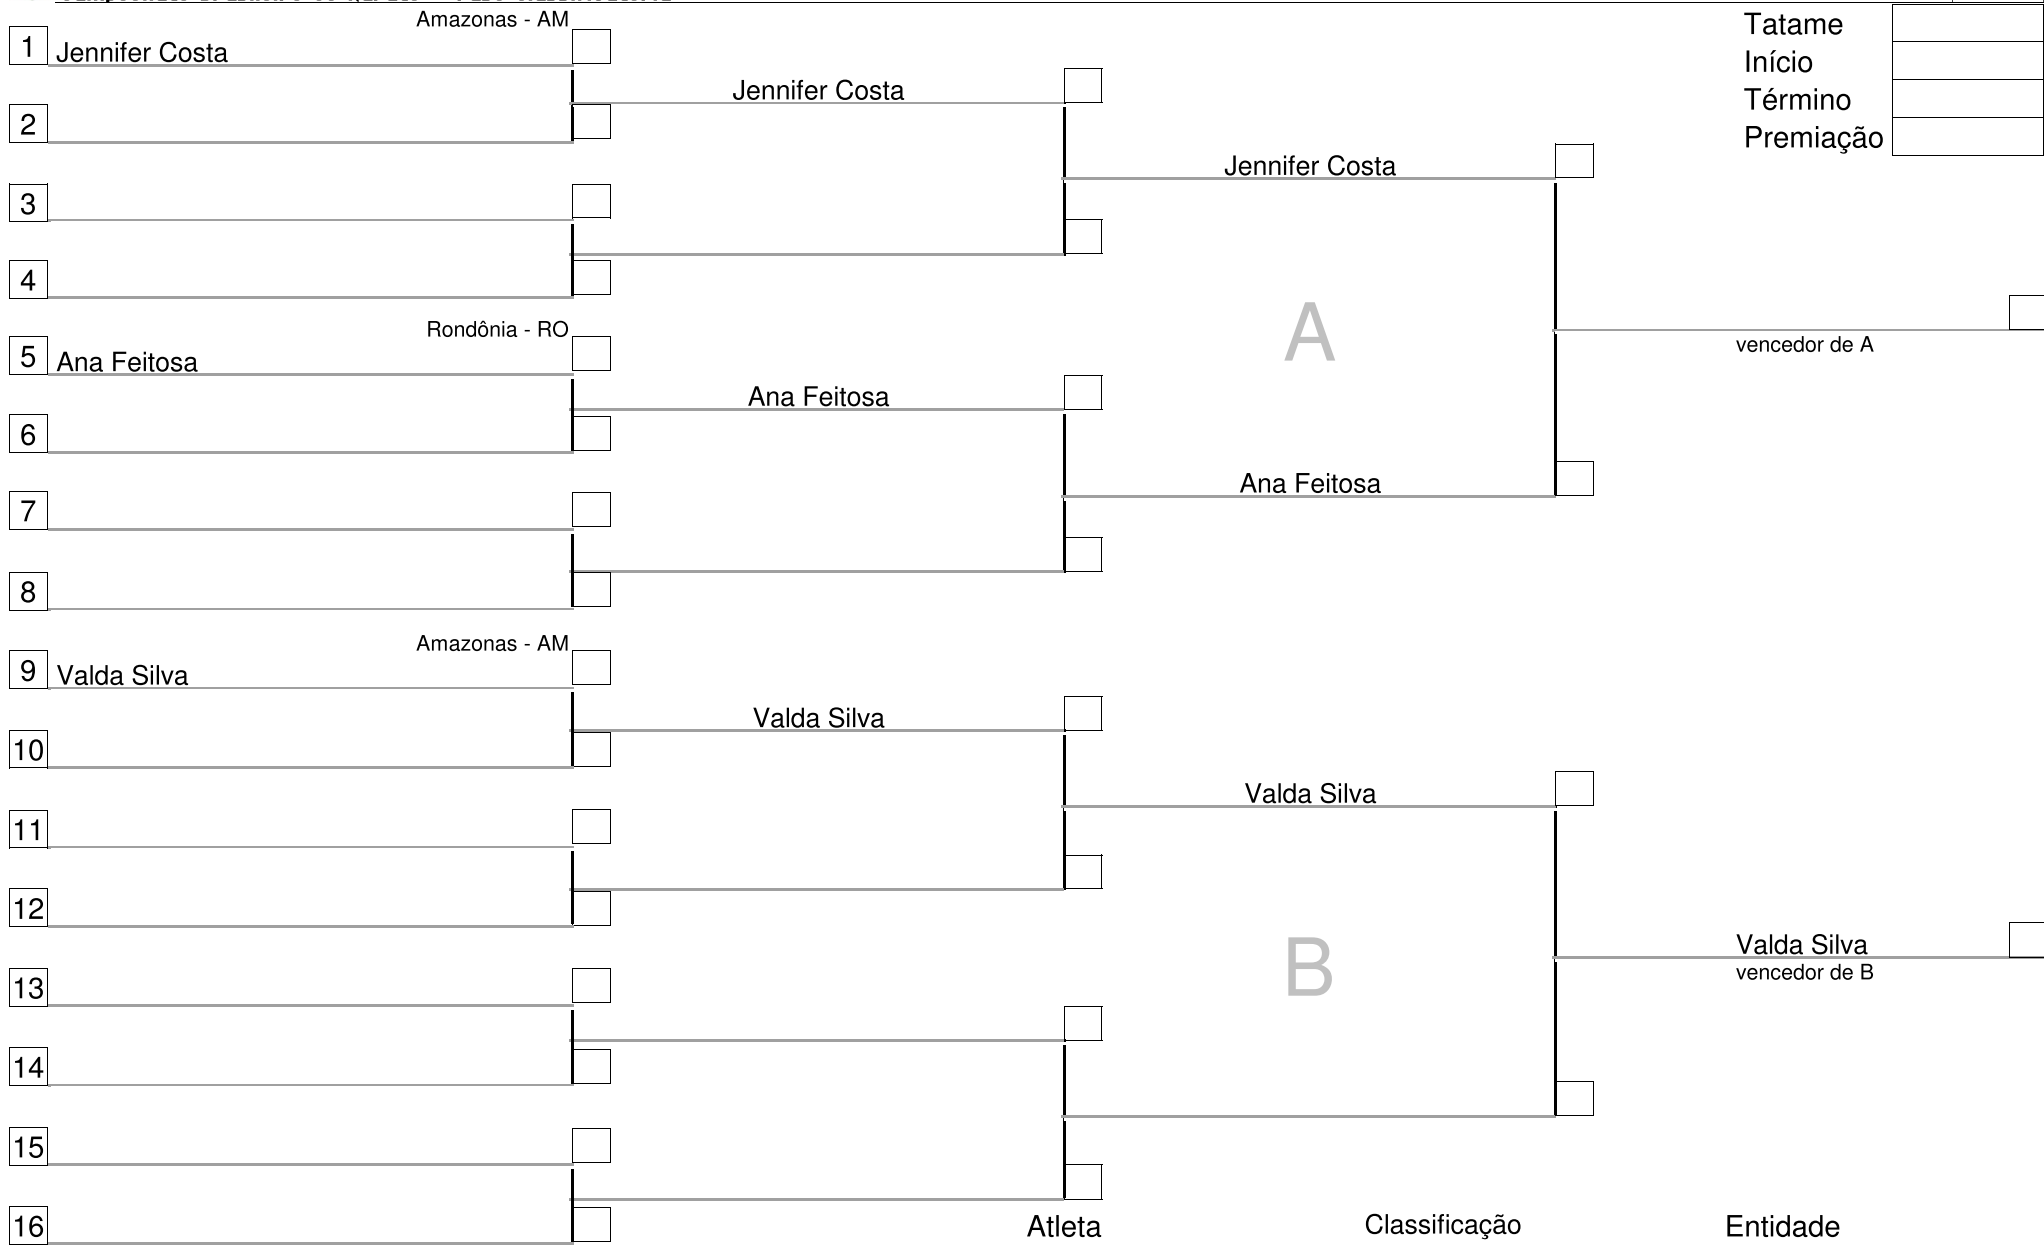 Amazonas - AM
Tatame
1 Jennifer Costa
Início
Jennifer Costa
Término
2
Premiação
Jennifer Costa
3
4
A
Rondônia - RO
vencedor de A
5 Ana Feitosa
Ana Feitosa
6
Ana Feitosa
7
8
Amazonas - AM
9 Valda Silva
Valda Silva
10
Valda Silva
11
12
Valda Silva
B
vencedor de B
13
14
15
16
Atleta Classificação Entidade